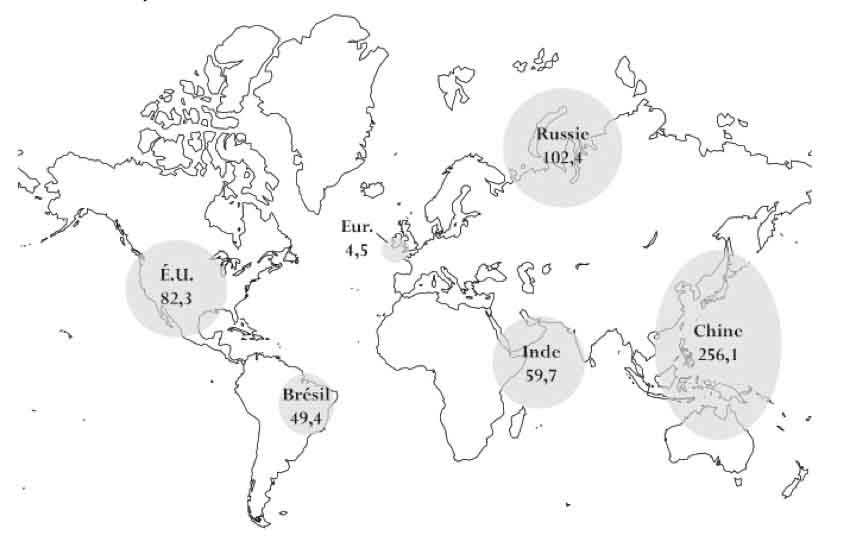 Russie
102,4
Eur.
4,5
É.U.
82,3
Chine
256,1
Inde
59,7
Brésil
49,4